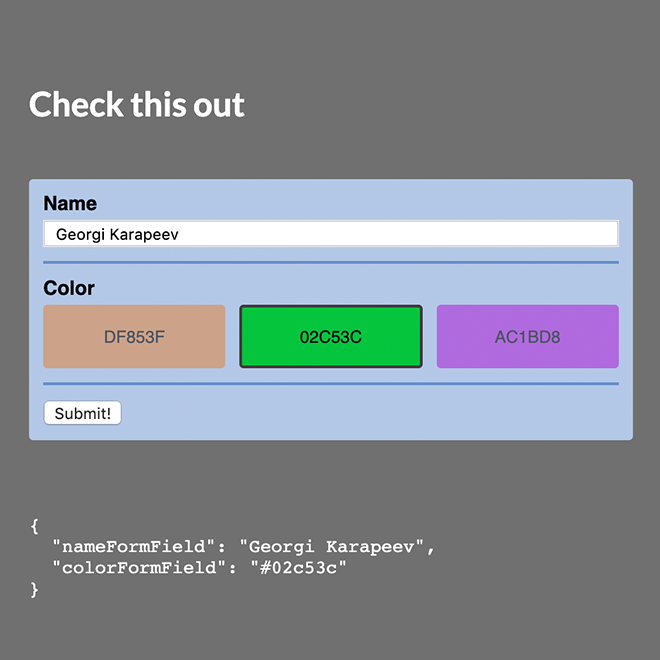 Check this out
Name
Georgi Karapeev
Color
DF853F 02C53C AC1BD8
Submit!
{
"nameFormField": "Georgi Karapeev",
"colorFormField": "#02c53c"
}